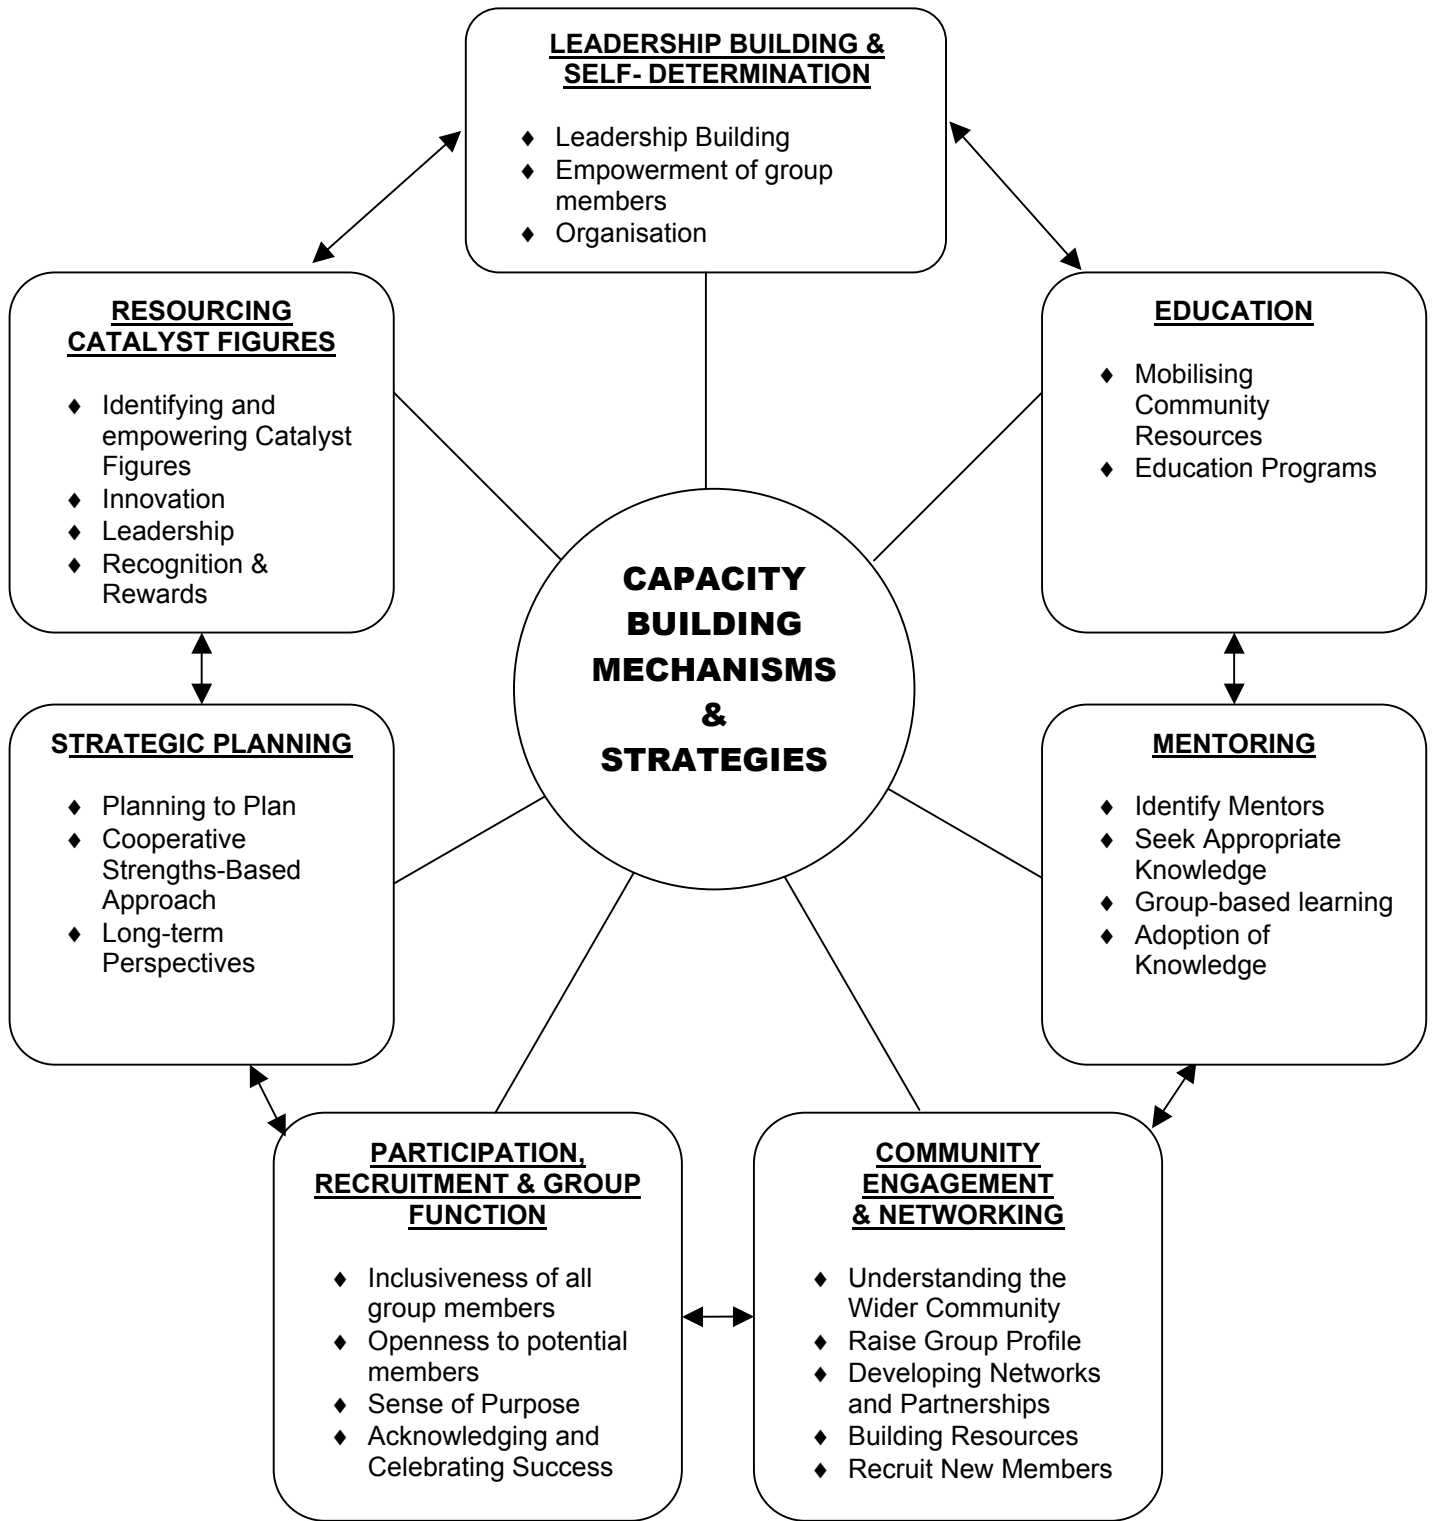 LEADERSHIP BUILDING &
SELF- DETERMINATION
♦ Leadership Building
♦ Empowerment of group
members
♦ Organisation
RESOURCING
CATALYST FIGURES
♦ Identifying and
empowering Catalyst
Figures
♦ Innovation
♦ Leadership
♦ Recognition &
Rewards
EDUCATION
♦ Mobilising
Community
Resources
♦ Education Programs
CAPACITY
BUILDING
MECHANISMS
&
STRATEGIES
STRATEGIC PLANNING
♦ Planning to Plan
♦ Cooperative
Strengths-Based
Approach
♦ Long-term
Perspectives
MENTORING
♦ Identify Mentors
♦ Seek Appropriate
Knowledge
♦ Group-based learning
♦ Adoption of
Knowledge
PARTICIPATION,
RECRUITMENT & GROUP
FUNCTION
♦ Inclusiveness of all
group members
♦ Openness to potential
members
♦ Sense of Purpose
♦ Acknowledging and
Celebrating Success
COMMUNITY
ENGAGEMENT
& NETWORKING
♦ Understanding the
Wider Community
♦ Raise Group Profile
♦ Developing Networks
and Partnerships
♦ Building Resources
♦ Recruit New Members